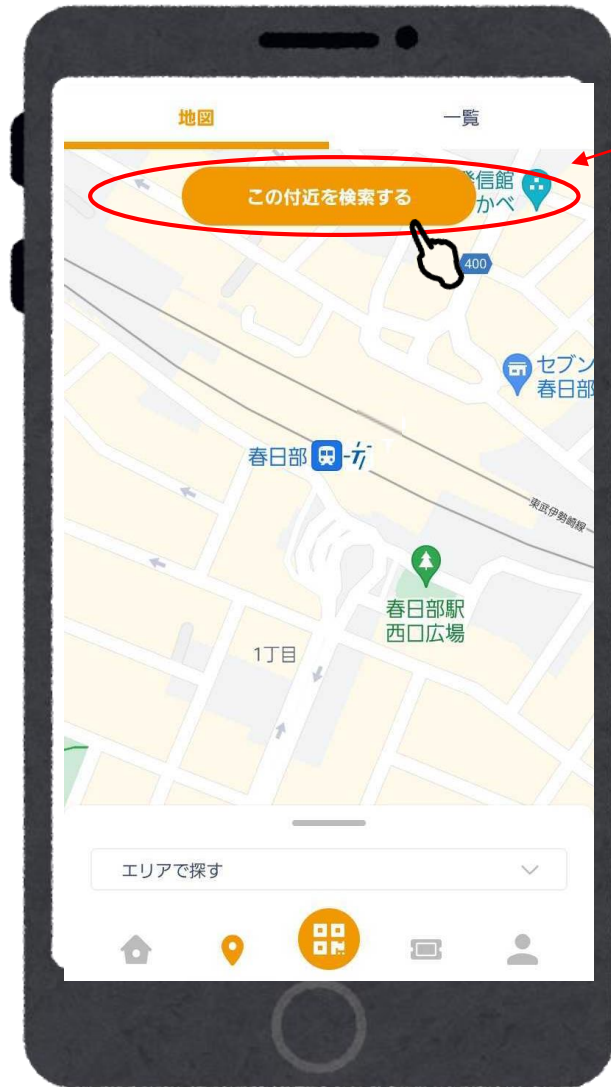 地図
一覧
この付近を検索する
信館
かべ
400
セブン
春日部
春日部
東武伊勢崎線
春日部駅
西口広場
1丁目
エリアで探す